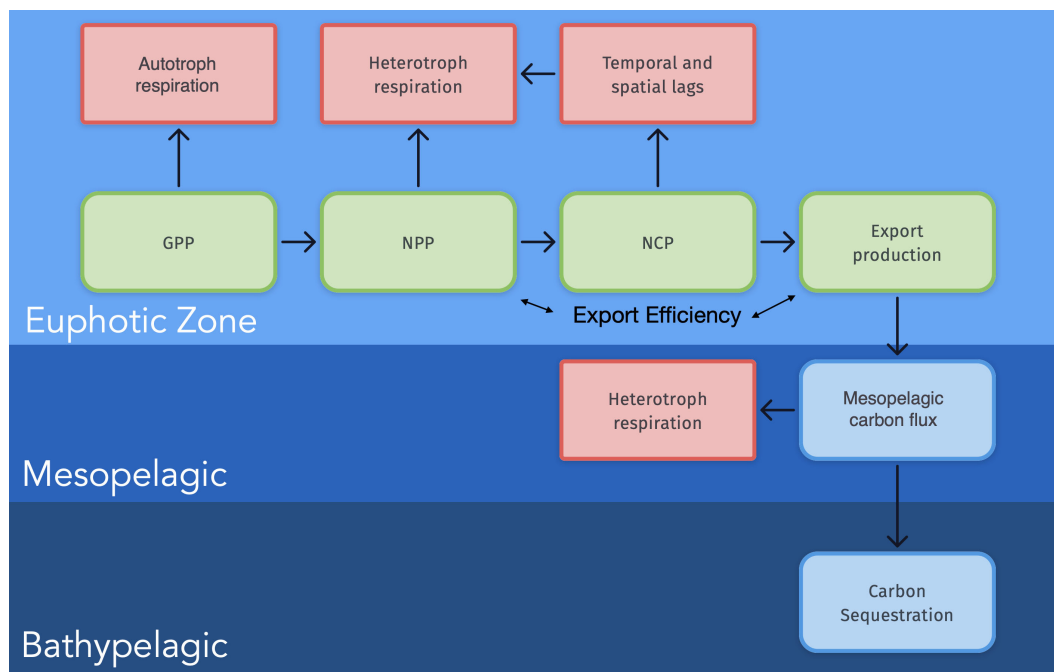 Autotroph
respiration
Heterotroph
respiration
Temporal and
spatial lags
GPP
NPP
NCP
Export
production
Export Efficiency
Euphotic Zone
Heterotroph
respiration
Mesopelagic
carbon flux
Mesopelagic
Carbon
Sequestration
Bathypelagic